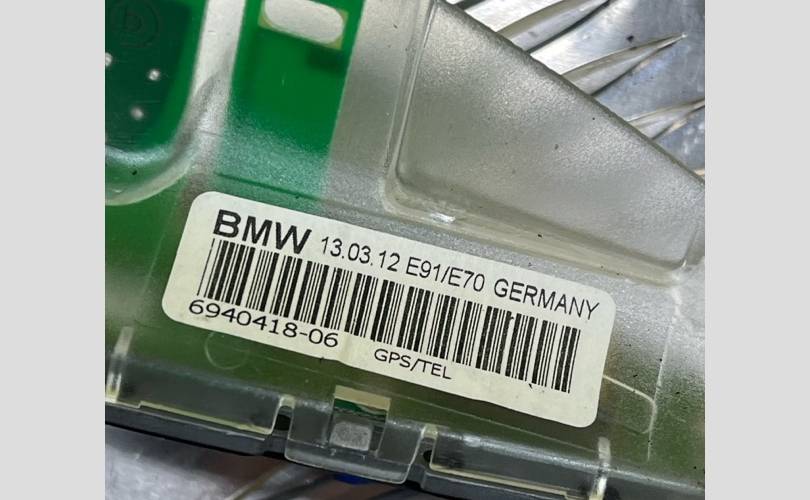 BMW 13.03.12 E91/E70 GERMANY
6940418-06 GPS/TEL